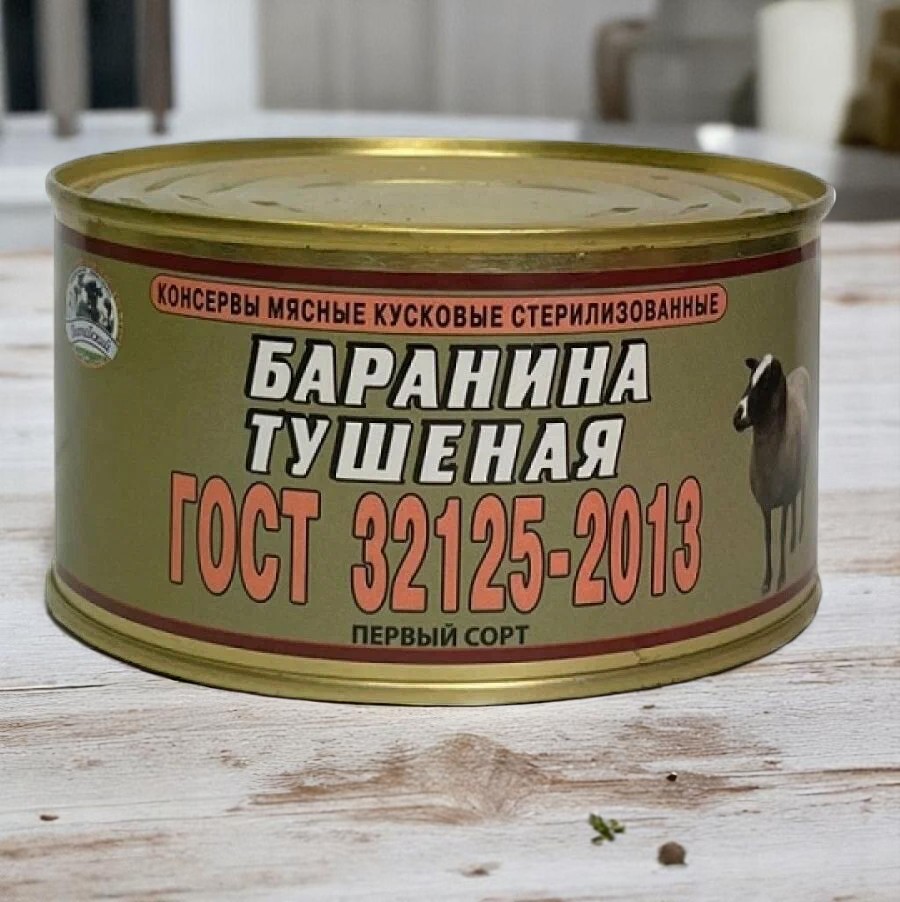 КОНСЕРВЫ МЯСНЫЕ КУСКОВЫЕ СТЕРИЛИЗОВАННЫЕ
БАРАНИНА
ТУШЕНАЯ
ГОСТ 32125-2013
ПЕРВЫЙ СОРТ